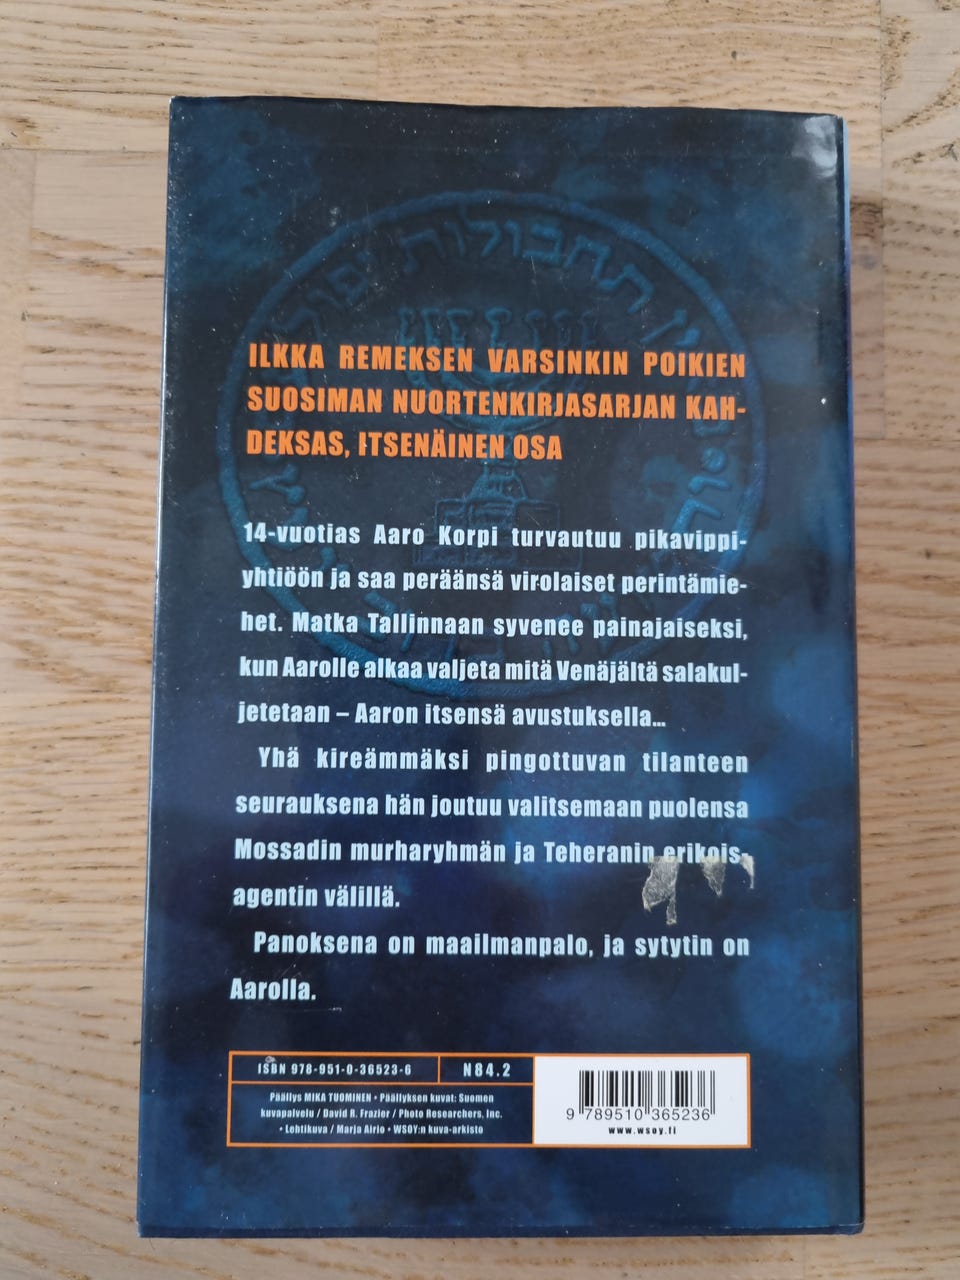 תחבולות יפול
ILKKA REMEKSEN VARSINKIN POIKIEN
SUOSIMAN NUORTENKIRJASARJAN KAH-
DEKSAS, ITSENÄINEN OSA
14-vuotias Aaro Korpi turvautuu pikavippi-
yhtiöön ja saa peräänsä virolaiset perintämie-
het. Matka Tallinnaan syvenee painajaiseksi,
kun Aarolle alkaa valjeta mitä Venäjältä salakul-
jetetaan – Aaron itsensä avustuksella...
Yhä kireämmäksi pingottuvan tilanteen
seurauksena hän joutuu valitsemaan puolensa
Mossadin murharyhmän ja Teheranin erikois-
agentin välillä.
Panoksena on maailmanpalo, ja sytytin on
Aarolla.
ISBN 978-951-0-36523-6
N84.2
Päällys MIKA TUOMINEN • Päällyksen kuvat: Suomen
kuvapalvelu / David R. Frazier / Photo Researchers, Inc.
• Lehtikuva / Marja Airio • WSOY:n kuva-arkisto
9 789510 365236
www.wsoy.fi